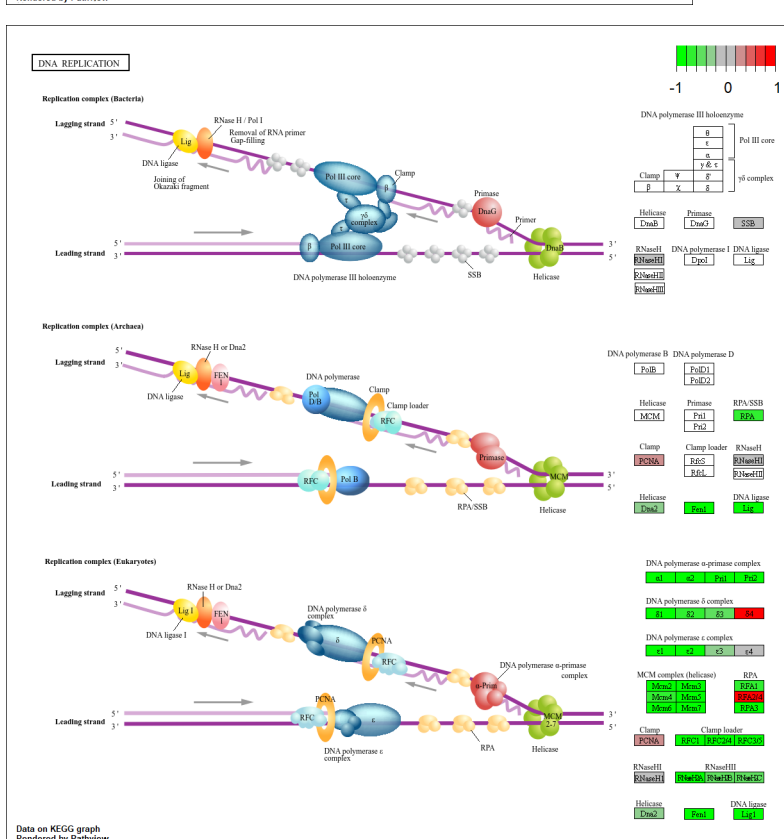 DNA REPLICATION
-1 0 1
Replication complex (Bacteria)
Lagging strand
5'
3'
RNase H / Pol I
Lig
Removal of RNA primer
Gap-filling
DNA ligase
Joining of
Okazaki fragment
Pol III core
Clamp
β
τ
γδ
complex
τ
Primase
DnaG
Primer
Leading strand
5'
3'
β
Pol III core
DnaB
3'
5'
SSB
DNA polymerase III holoenzyme
Helicase
DNA polymerase III holoenzyme
θ
ε
α
Pol III core
γ & τ
Clamp
Ψ
δ'
γδ complex
β
χ
δ
Helicase
Primase
DnaB
DnaG
SSB
RNaseH
DNA polymerase I
DNA ligase
RNaseHI
DpoI
Lig
RNaseHII
RNaseHIII
Replication complex (Archaea)
Lagging strand
5'
3'
RNase H or Dna2
Lig
FEN
1
DNA ligase
DNA polymerase
Pol
D/B
Clamp
Clamp loader
RFC
Primase
Leading strand
5'
3'
RFC
Pol B
MCM
3'
5'
RPA/SSB
Helicase
DNA polymerase B
DNA polymerase D
PolB
PolD1
PolD2
Helicase
Primase
RPA/SSB
MCM
Pri1
RPA
Pri2
Clamp
Clamp loader
RNaseH
PCNA
RfcS
RNaseHI
RfcL
RNaseHII
Helicase
DNA ligase
Dna2
Fen1
Lig
Replication complex (Eukaryotes)
Lagging strand
5'
3'
RNase H or Dna2
Lig I
FEN
1
DNA ligase I
DNA polymerase δ
complex
δ
PCNA
RFC
DNA polymerase α-primase
complex
α-Prim
Leading strand
5'
3'
PCNA
RFC
ε
MCM
2-7
3'
5'
DNA polymerase ε
complex
RPA
Helicase
DNA polymerase α-primase complex
α1 α2 Pri1 Pri2
DNA polymerase δ complex
δ1 δ2 δ3 δ4
DNA polymerase ε complex
ε1 ε2 ε3 ε4
MCM complex (helicase)
RPA
Mcm2 Mcm3 RFA1
Mcm4 Mcm5 RFA2/4
Mcm6 Mcm7 RFA3
Clamp
Clamp loader
PCNA RFC1 RFC2/4 RFC3/5
RNaseHI
RNaseHII
RNaseHI RNaseH2A RNaseH2B RNaseH2C
Helicase
DNA ligase
Dna2 Fen1 Lig1
Data on KEGG graph
Rendered by Pathview